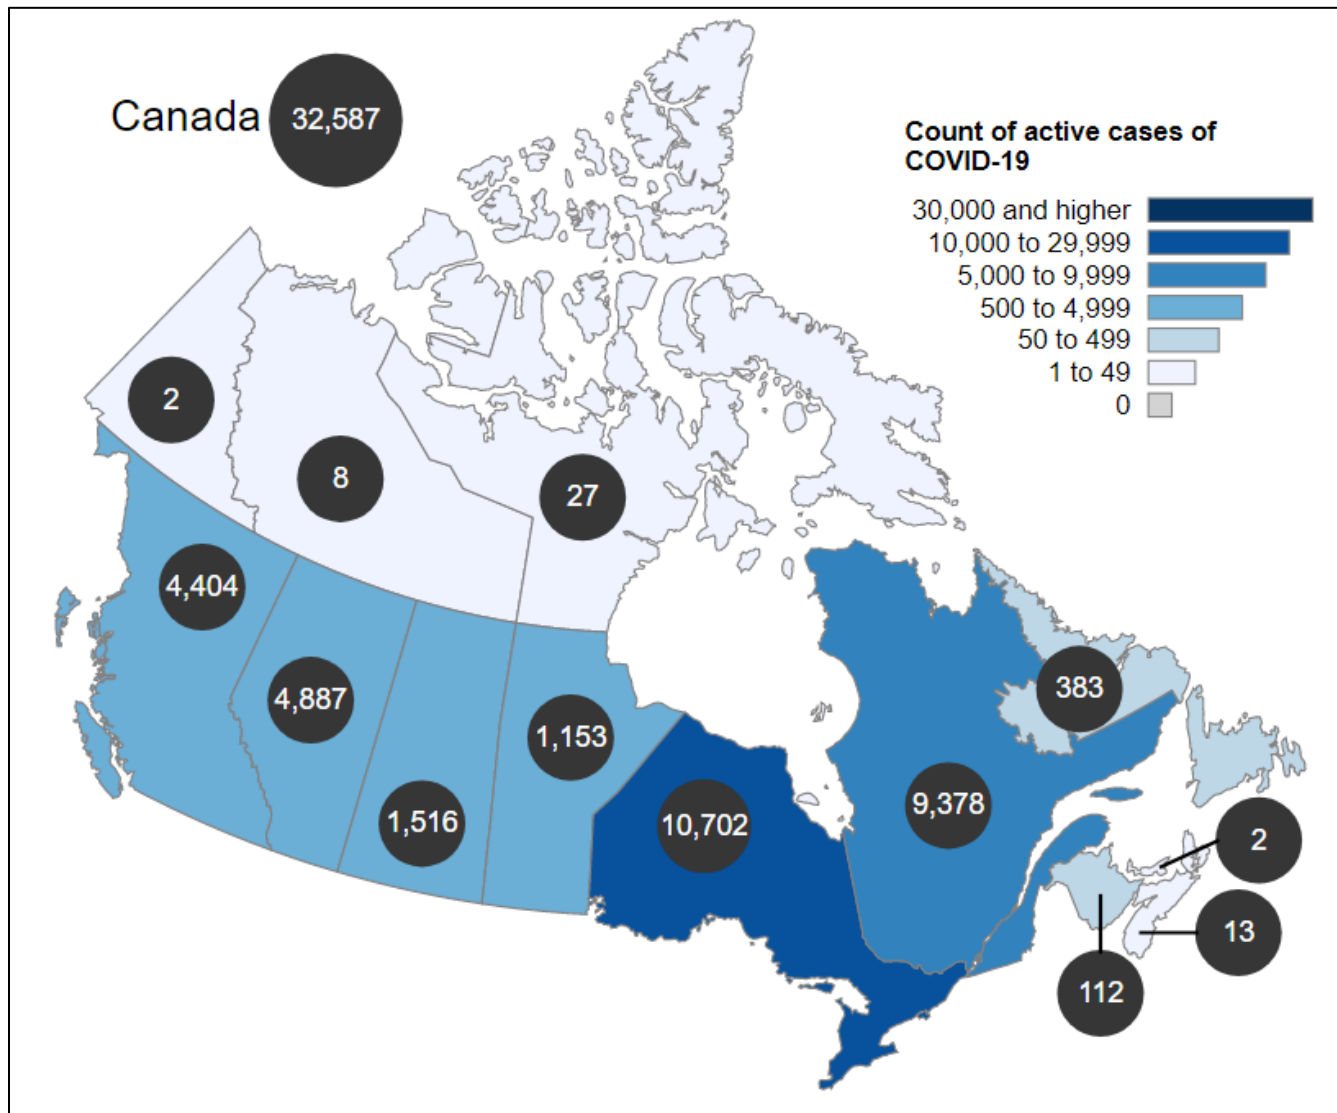 Canada 32,587
Count of active cases of
COVID-19
30,000 and higher
10,000 to 29,999
5,000 to 9,999
500 to 4,999
50 to 499
1 to 49
0
2
8
27
4,404
4,887
1,516
1,153
10,702
9,378
383
2
13
112